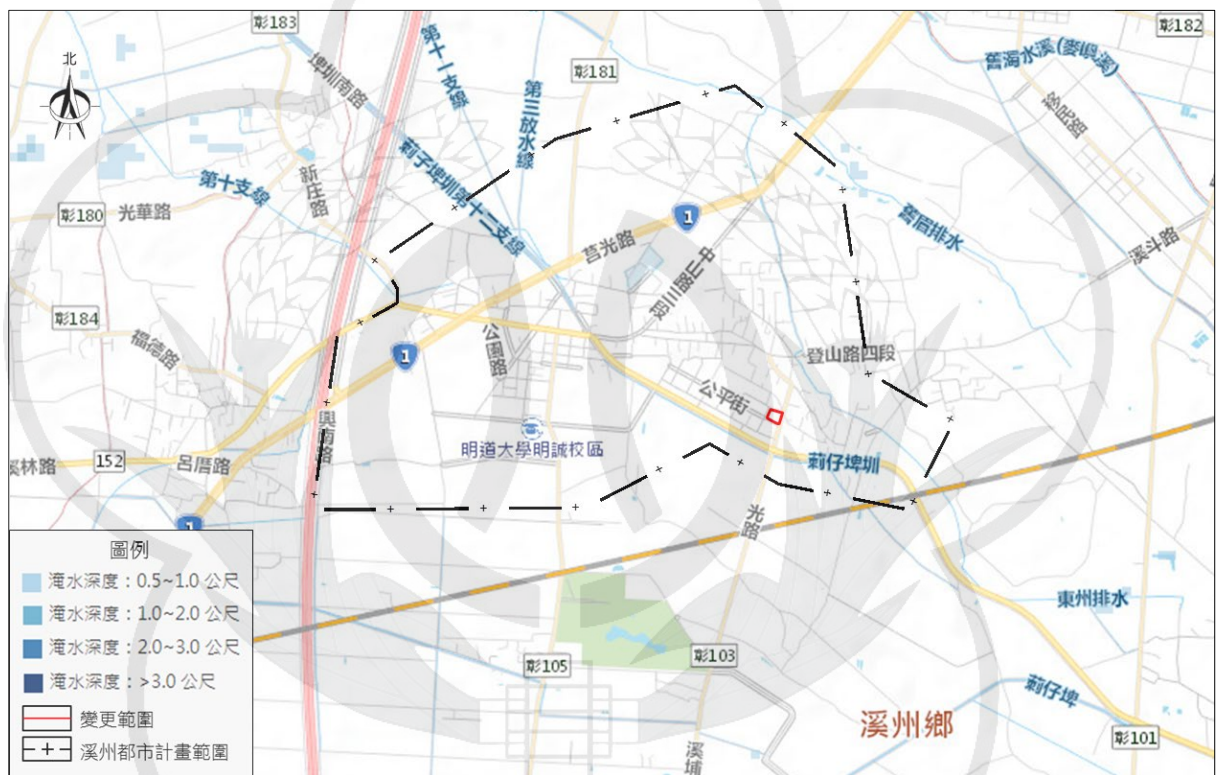 彰183
彰182
北
第十一支線
彰181
舊濁水溪(麥嶼溪)
埤圳南路
第三放水線
移民路
莿子埤圳第十二支線
新庄路
第十支線
彰180
光華路
1
舊眉排水
溪斗路
莒光路
中山路三段
彰184
福德路
公園路
1
登山路四段
公平街
興南路
明道大學明誠校區
莿仔埤圳
溪林路
152
呂厝路
1
光路
東州排水
彰105
彰103
莿仔埤
溪州鄉
彰101
溪埔
圖例
淹水深度：0.5~1.0 公尺
淹水深度：1.0~2.0 公尺
淹水深度：2.0~3.0 公尺
淹水深度：>3.0 公尺
變更範圍
溪州都市計畫範圍